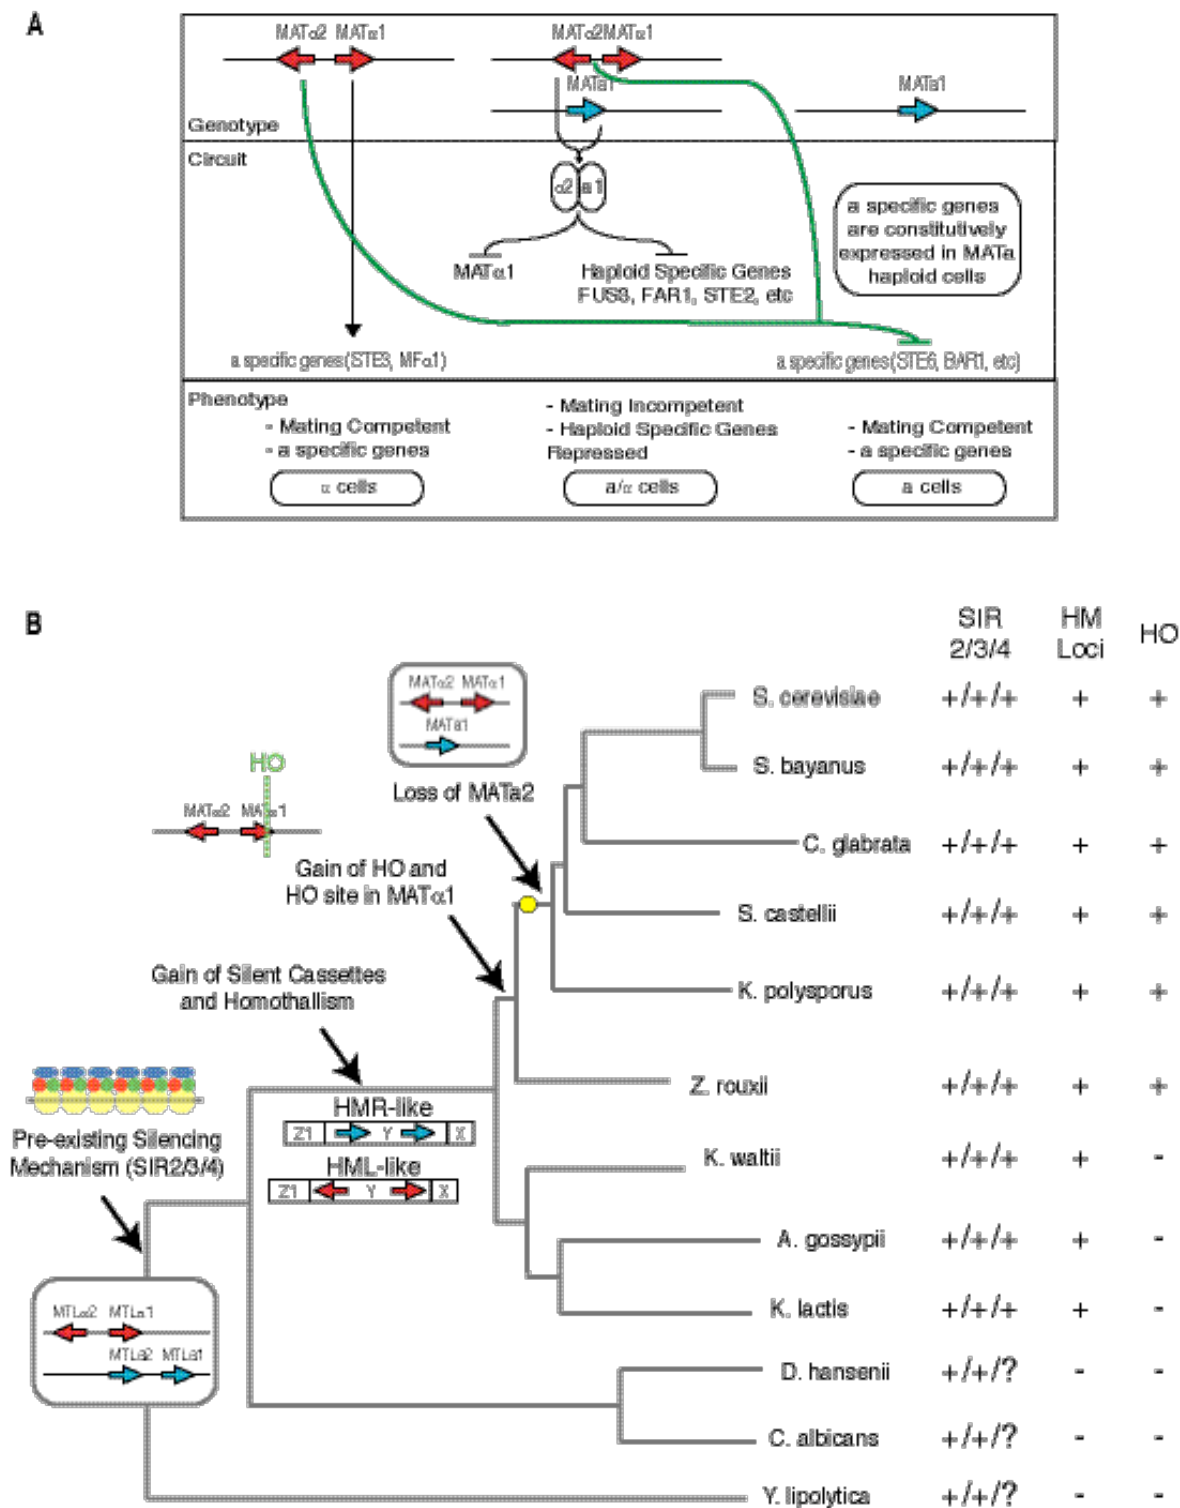 A
MATα2 MATα1
MATα2MATα1
MATa1
MATa1
Genotype
Circuit
α2 a1
a specific genes
are constitutively
expressed in MATa
haploid cells
MATα1
Haploid Specific Genes
FUS3, FAR1, STE2, etc
a specific genes(STE3, MFα1)
a specific genes(STE6, BAR1, etc)
Phenotype
- Mating Competent
- a specific genes
α cells
- Mating Incompetent
- Haploid Specific Genes
Repressed
a/α cells
- Mating Competent
- a specific genes
a cells
B
SIR
2/3/4
HM
Loci
HO
MATα2 MATα1
MATa1
Loss of MATa2
HO
MATα2 MATα1
Gain of HO and
HO site in MATα1
Gain of Silent Cassettes
and Homothallism
HMR-like
Z1 Y X
HML-like
Z1 Y X
Pre-existing Silencing
Mechanism (SIR2/3/4)
MTLα2 MTLα1
MTLa2 MTLa1
S. cerevisiae +/+/+ + +
S. bayanus +/+/+ + +
C. glabrata +/+/+ + +
S. castellii +/+/+ + +
K. polysporus +/+/+ + +
Z. rouxii +/+/+ + +
K. waltii +/+/+ + -
A. gossypii +/+/+ + -
K. lactis +/+/+ + -
D. hansenii +/+/? - -
C. albicans +/+/? - -
Y. lipolytica +/+/? - -